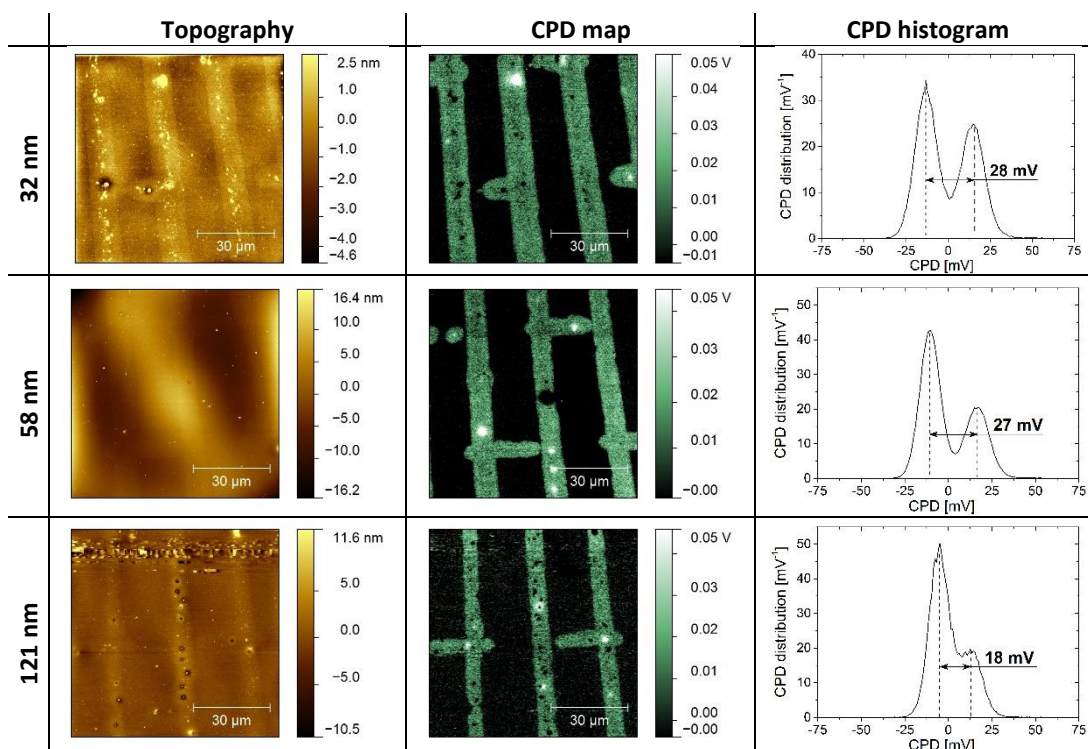 Topography
CPD map
CPD histogram
32 nm
2.5 nm
1.0
0.0
−1.0
−2.0
−3.0
−4.0
−4.6
30 µm
0.05 V
0.04
0.03
0.02
0.01
0.00
−0.01
30 µm
CPD distribution [mV⁻¹]
40
30
20
10
0
28 mV
-75 -50 -25 0 25 50 75
CPD [mV]
58 nm
16.4 nm
10.0
5.0
0.0
−5.0
−10.0
−16.2
30 µm
0.05 V
0.04
0.03
0.02
0.01
−0.00
30 µm
CPD distribution [mV⁻¹]
50
40
30
20
10
0
27 mV
-75 -50 -25 0 25 50 75
CPD [mV]
121 nm
11.6 nm
5.0
0.0
−5.0
−10.5
30 µm
0.05 V
0.04
0.03
0.02
0.01
0.00
−0.00
30 µm
CPD distribution [mV⁻¹]
50
40
30
20
10
0
18 mV
-75 -50 -25 0 25 50 75
CPD [mV]